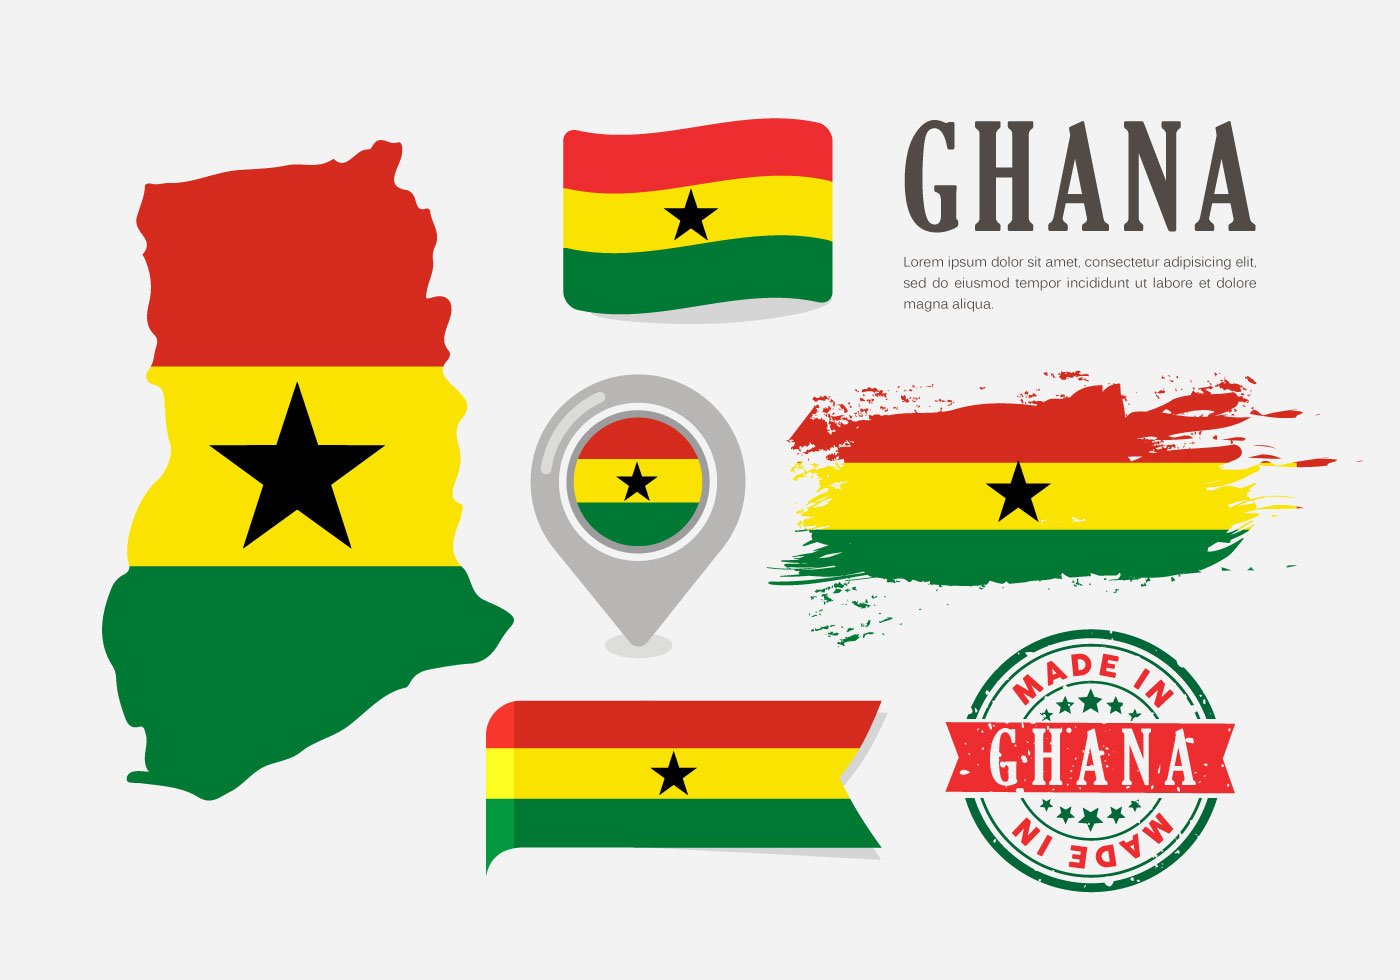 GHANA
Lorem ipsum dolor sit amet, consectetur adipisicing elit,
sed do eiusmod tempor incididunt ut labore et dolore
magna aliqua.
MADE IN
GHANA
MADE IN